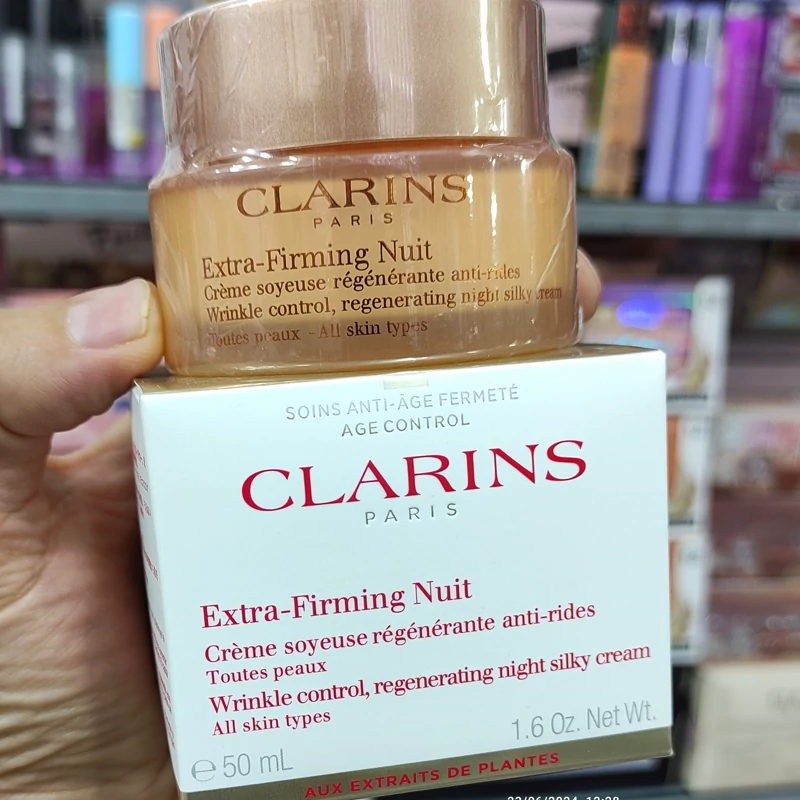 CLARINS
PARIS
Extra-Firming Nuit
Crème soyeuse régénérante anti-rides
Wrinkle control, regenerating night silky cream
Toutes peaux - All skin types
SOINS ANTI-ÂGE FERMETÉ
AGE CONTROL
CLARINS
PARIS
Extra-Firming Nuit
Crème soyeuse régénérante anti-rides
Toutes peaux
Wrinkle control, regenerating night silky cream
All skin types
1.6 Oz. Net Wt.
℮ 50 mL
AUX EXTRAITS DE PLANTES